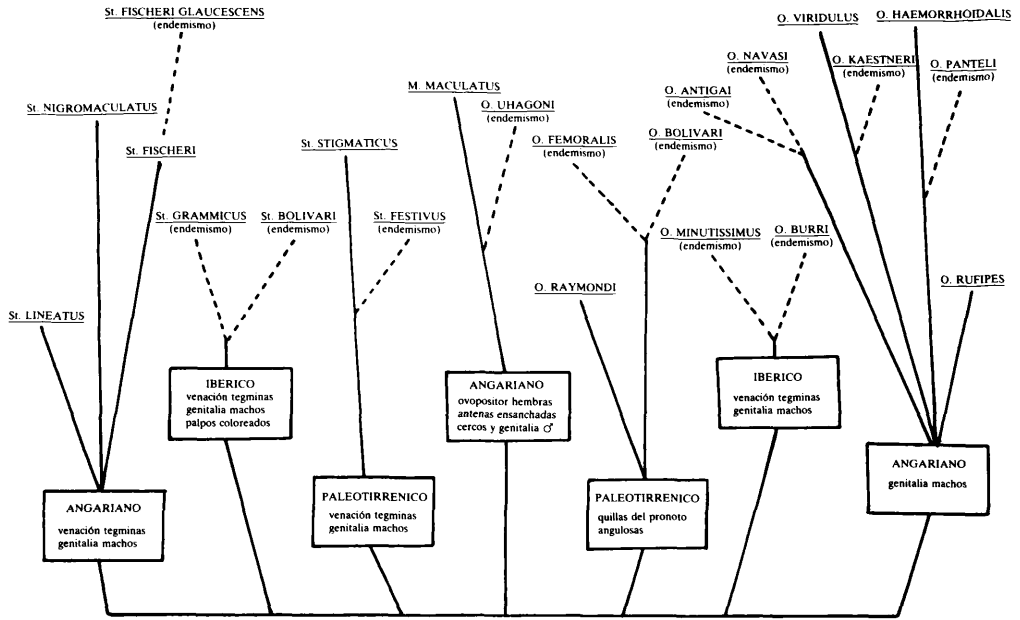 St. FISCHERI GLAUCESCENS
(endemismo)
O. VIRIDULUS
O. HAEMORRHOIDALIS
O. NAVASI
(endemismo)
O. KAESTNERI
(endemismo)
O. PANTELI
(endemismo)
St. NIGROMACULATUS
M. MACULATUS
O. UHAGONI
(endemismo)
O. ANTIGAI
(endemismo)
St. FISCHERI
St. STIGMATICUS
O. FEMORALIS
(endemismo)
O. BOLIVARI
(endemismo)
St. GRAMMICUS
(endemismo)
St. BOLIVARI
(endemismo)
St. FESTIVUS
(endemismo)
O. MINUTISSIMUS
(endemismo)
O. BURRI
(endemismo)
St. LINEATUS
O. RAYMONDI
O. RUFIPES
IBERICO
venación tegminas
genitalia machos
palpos coloreados
ANGARIANO
ovopositor hembras
antenas ensanchadas
cercos y genitalia ♂
IBERICO
venación tegminas
genitalia machos
ANGARIANO
genitalia machos
ANGARIANO
venación tegminas
genitalia machos
PALEOTIRRENICO
venación tegminas
genitalia machos
PALEOTIRRENICO
quillas del pronoto
angulosas